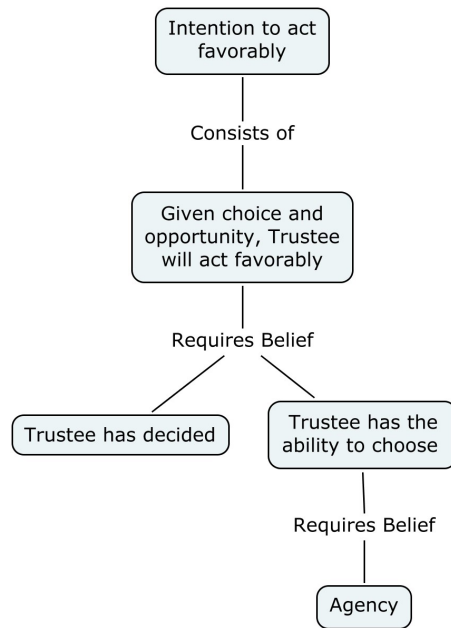 Intention to act
favorably
Consists of
Given choice and
opportunity, Trustee
will act favorably
Requires Belief
Trustee has decided
Trustee has the
ability to choose
Requires Belief
Agency